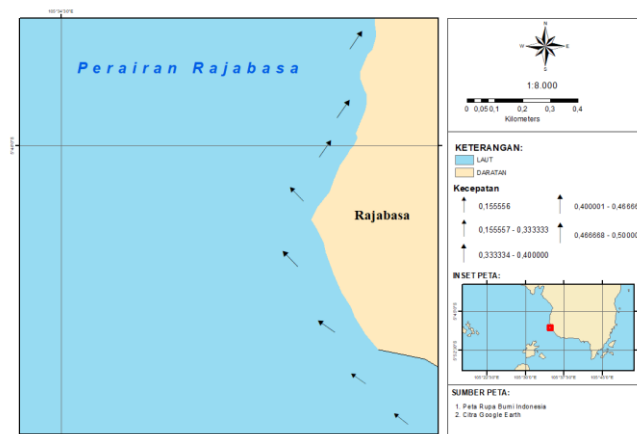 Perairan Rajabasa
Rajabasa
N
W
E
S
1:8.000
0 0,05 0,1 0,2 0,3 0,4
Kilometers
KETERANGAN:
LAUT
DARATAN
Kecepatan
0,155556
0,400001 - 0,46666
0,155557 - 0,333333
0,466668 - 0,50000
0,333334 - 0,400000
INSET PETA:
SUMBER PETA:
1. Peta Rupa Bumi Indonesia
2. Citra Google Earth